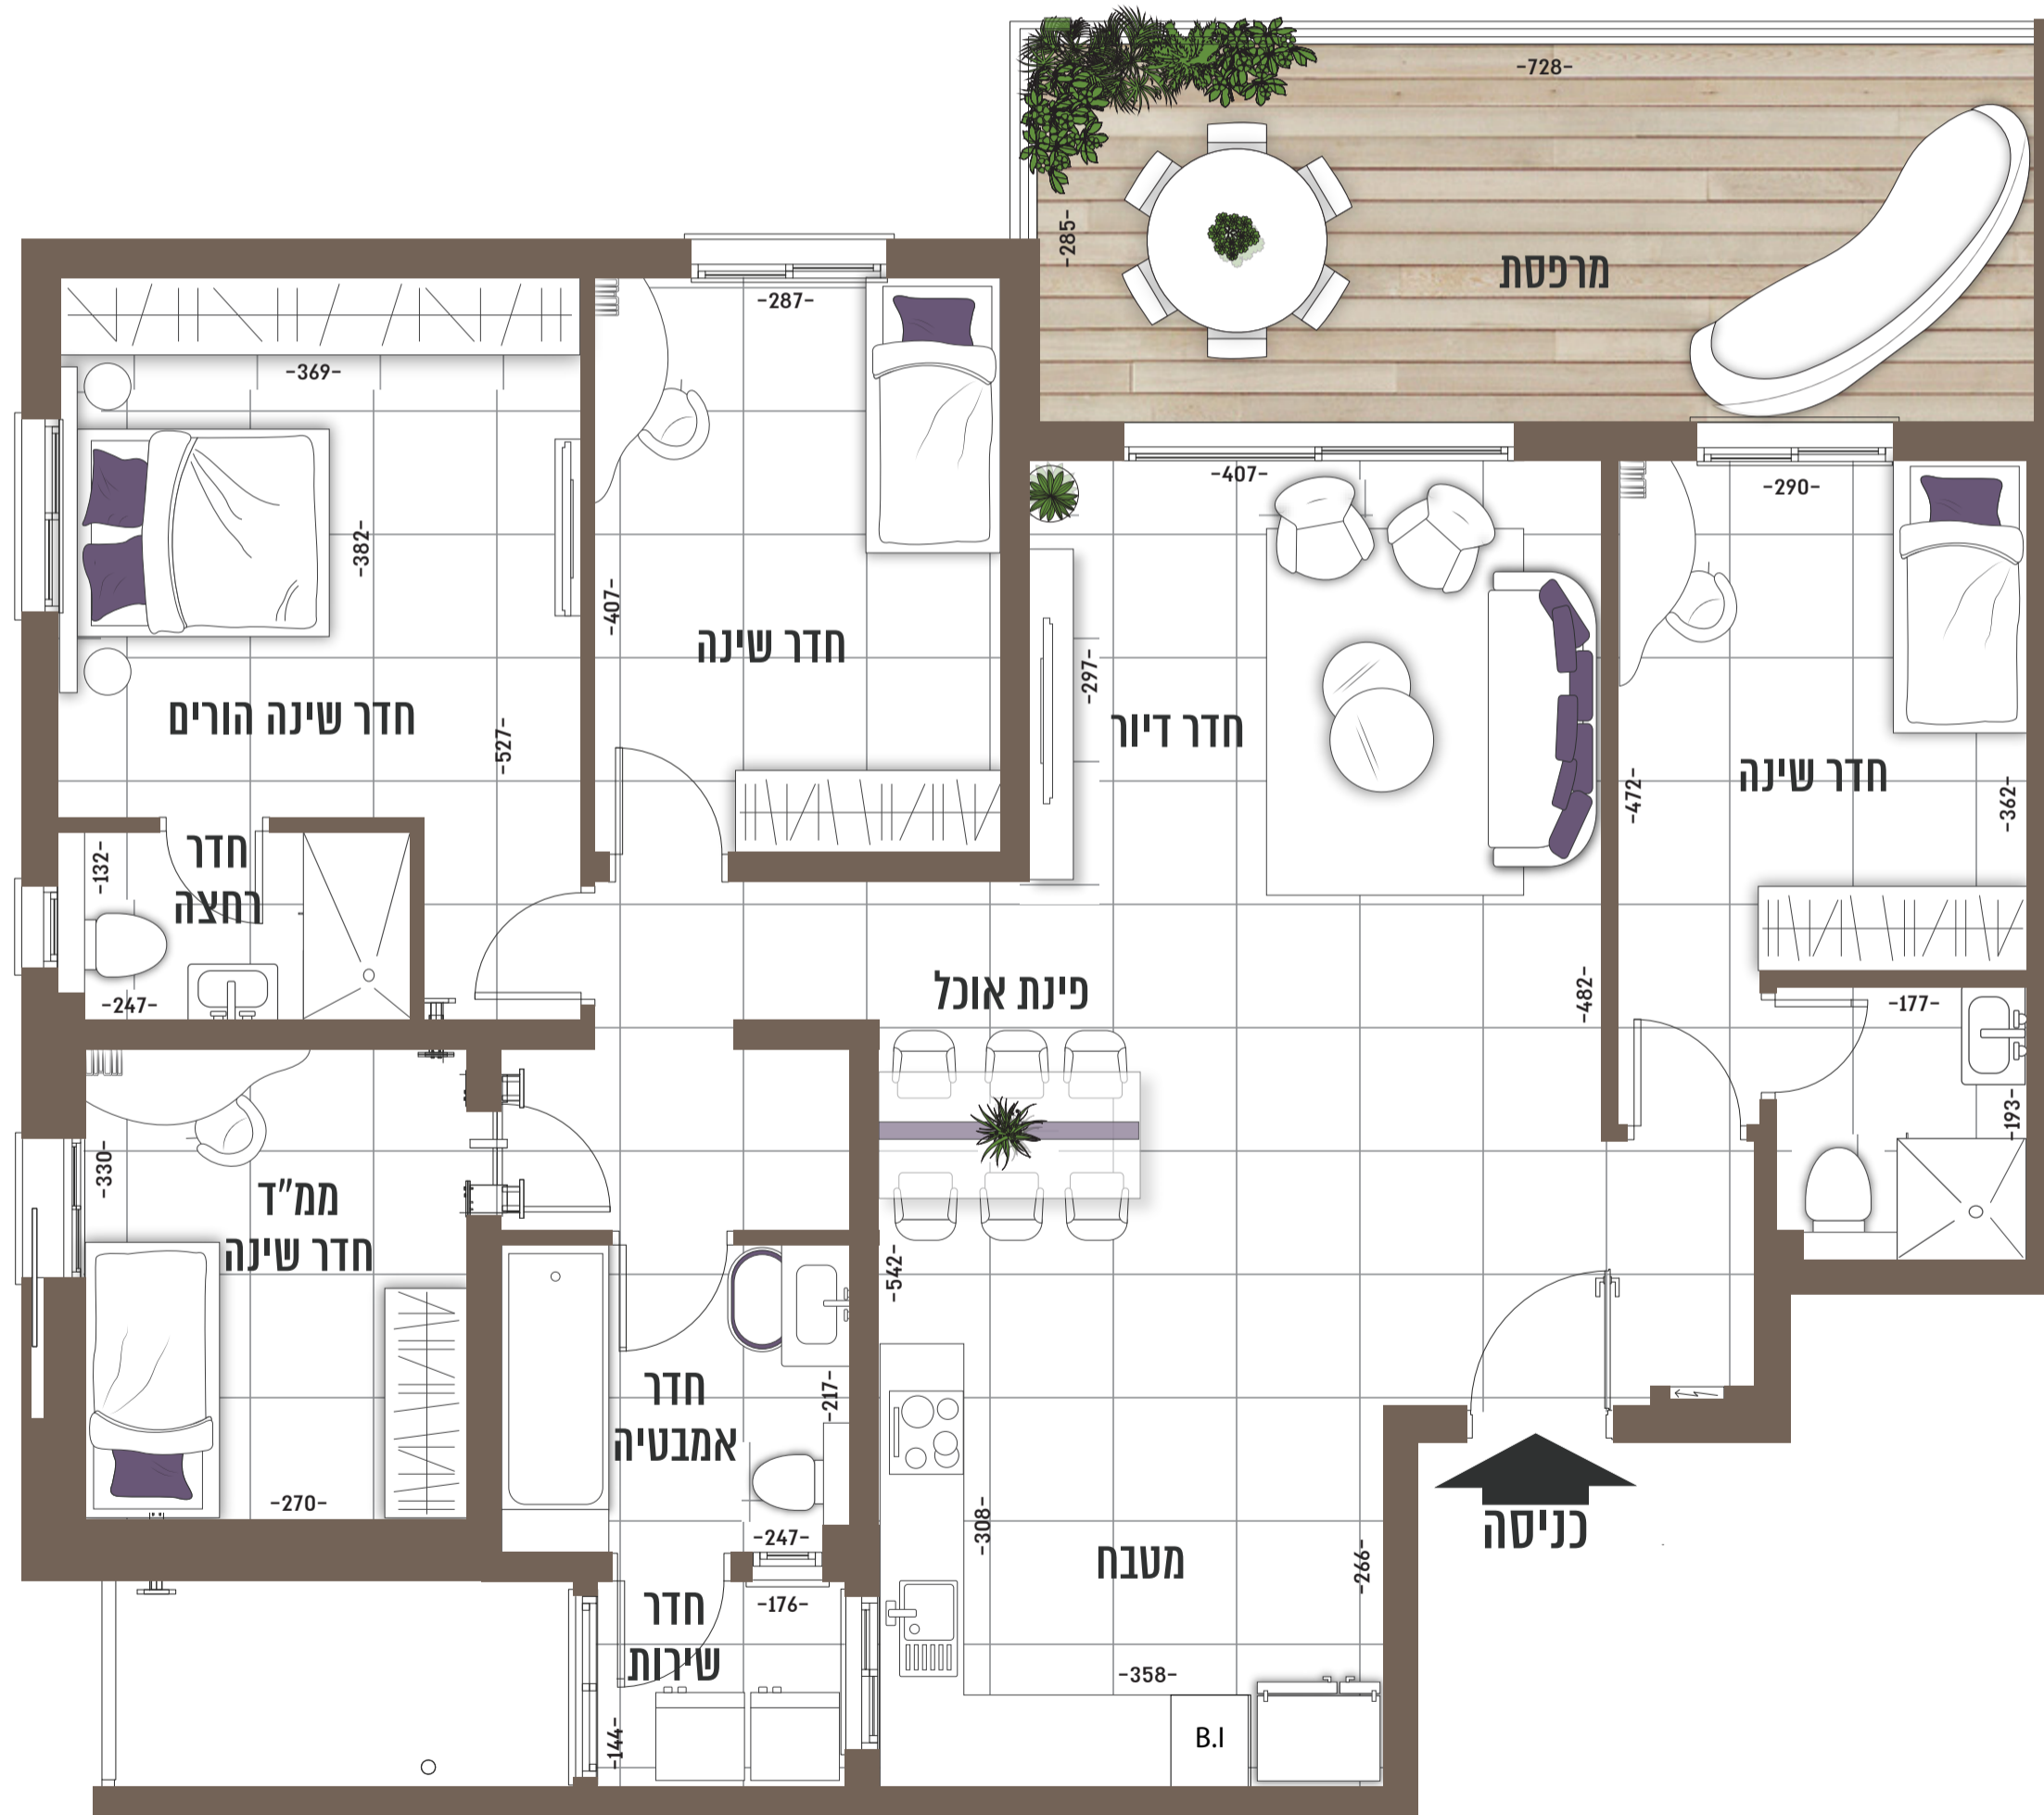 -728-
-285-
מרפסת
-287-
-369-
-407-
-290-
-382-
-407-
חדר שינה
-297-
חדר דיור
חדר שינה הורים
-527-
-472-
חדר שינה
-362-
חדר
רחצה
-132-
-247-
פינת אוכל
-482-
-177-
-193-
-330-
ממ"ד
חדר שינה
-542-
חדר
אמבטיה
-217-
-270-
-247-
-308-
מטבח
-266-
כניסה
חדר
שירות
-176-
-144-
-358-
B.I